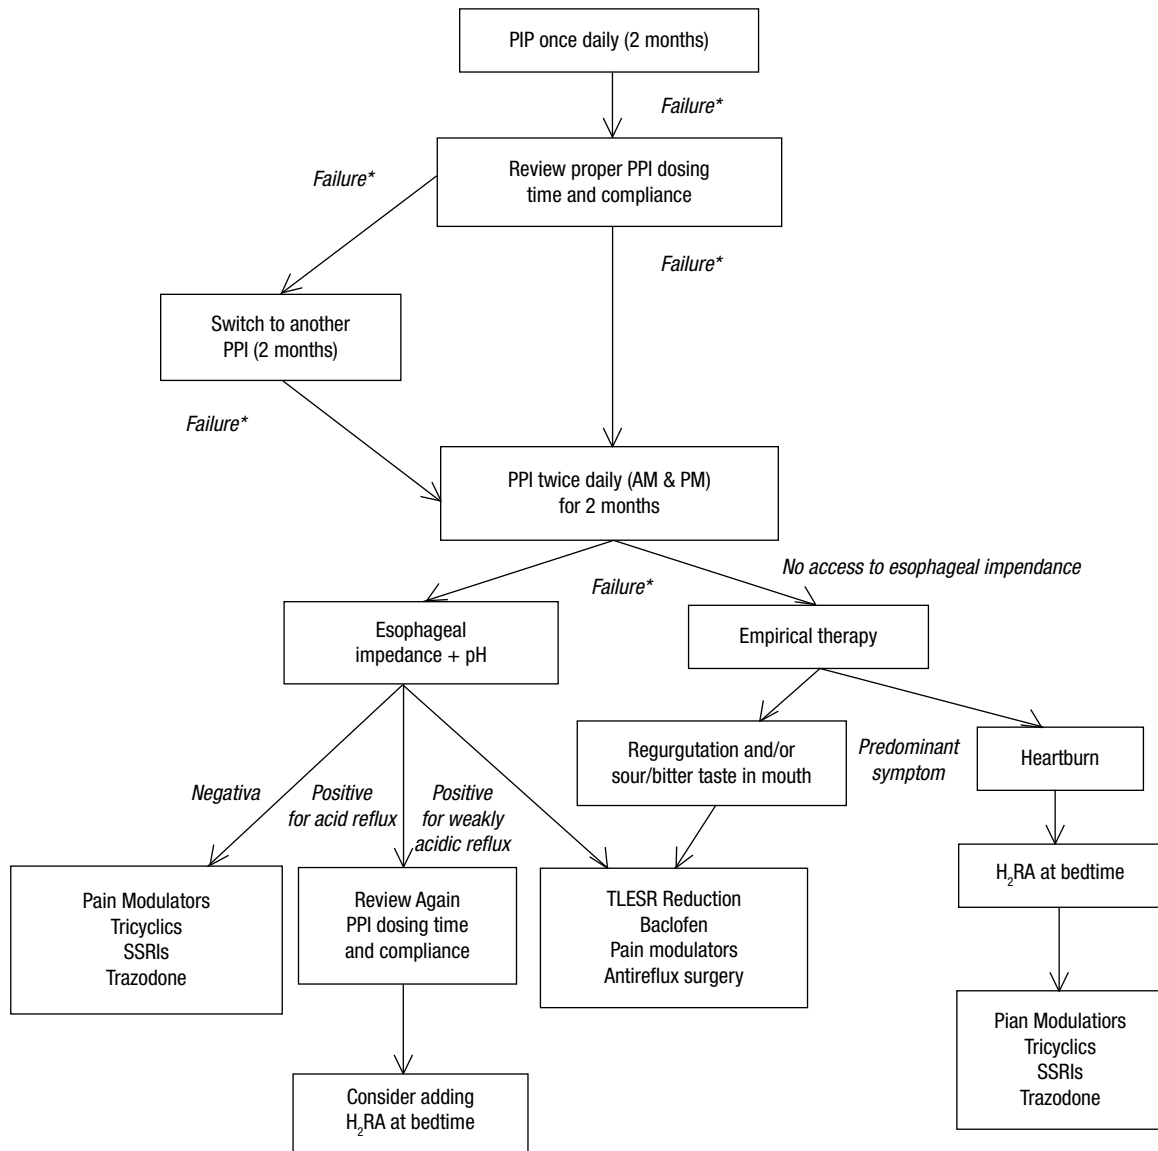 PIP once daily (2 months)
Failure*
Review proper PPI dosing
time and compliance
Failure*
Failure*
Switch to another
PPI (2 months)
Failure*
PPI twice daily (AM & PM)
for 2 months
No access to esophageal impendance
Failure*
Esophageal
impedance + pH
Empirical therapy
Regurgutation and/or
sour/bitter taste in mouth
Predominant
symptom
Heartburn
Negativa
Positive
for acid reflux
Positive
for weakly
acidic reflux
Pain Modulators
Tricyclics
SSRIs
Trazodone
Review Again
PPI dosing time
and compliance
TLESR Reduction
Baclofen
Pain modulators
Antireflux surgery
H₂RA at bedtime
Consider adding
H₂RA at bedtime
Pian Modulatiors
Tricyclics
SSRIs
Trazodone